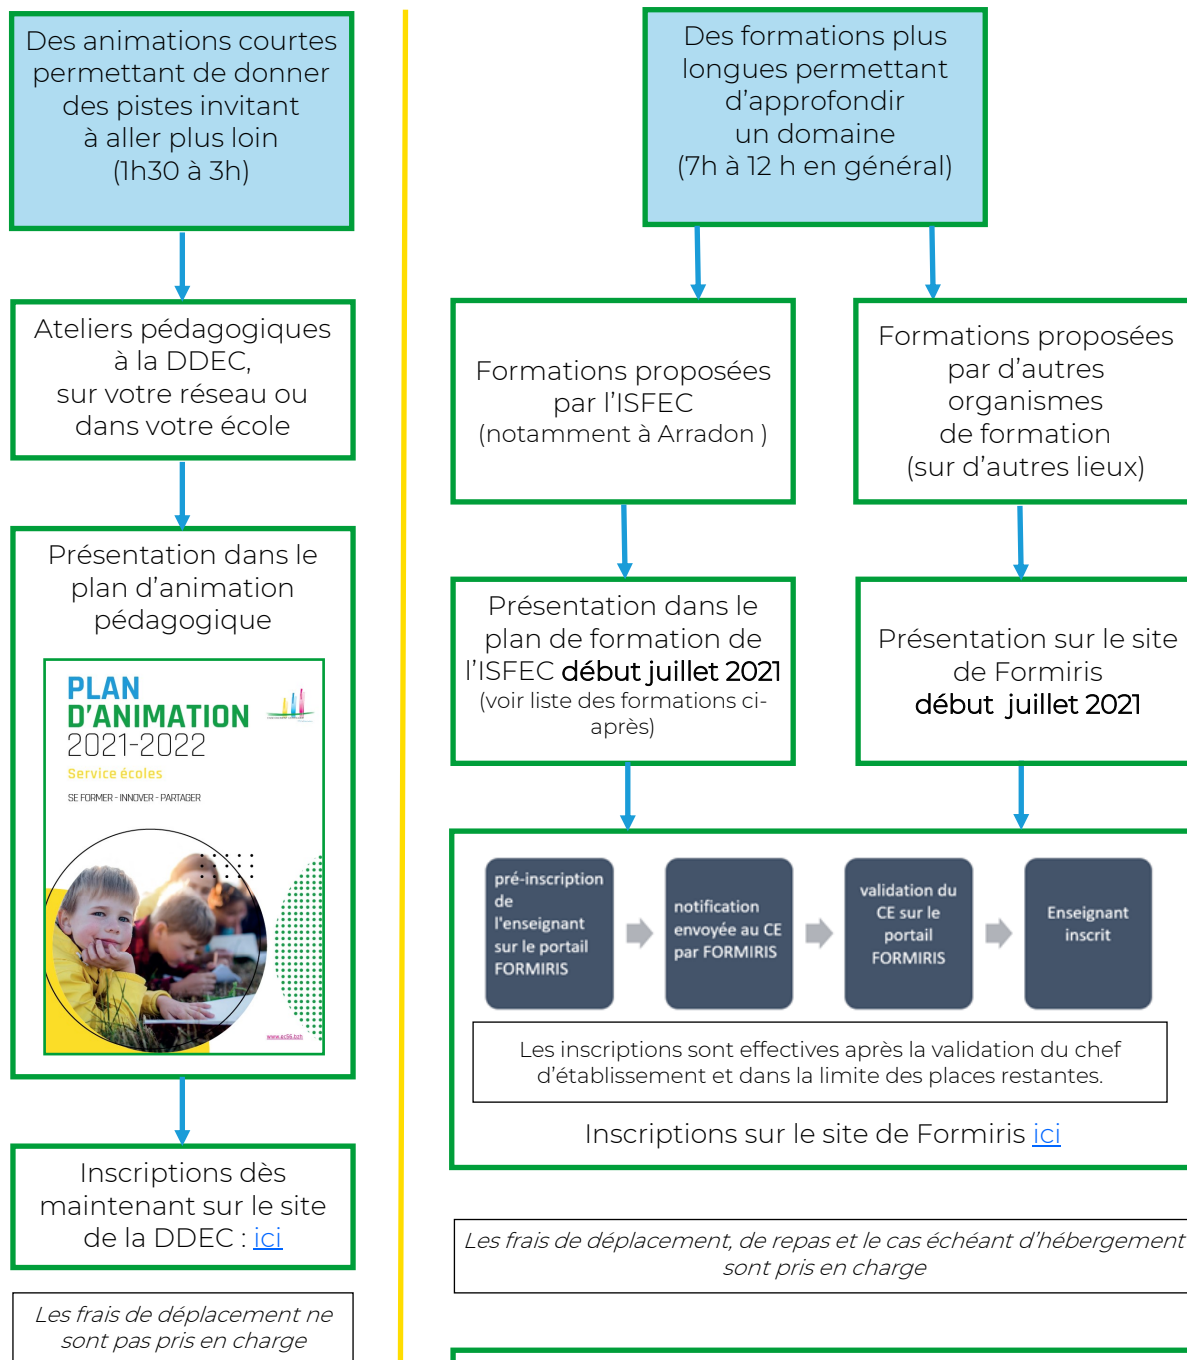 Des animations courtes
permettant de donner
des pistes invitant
à aller plus loin
(1h30 à 3h)
Ateliers pédagogiques
à la DDEC,
sur votre réseau ou
dans votre école
Présentation dans le
plan d'animation
pédagogique
PLAN
D'ANIMATION
2021-2022
Service écoles
SE FORMER - INNOVER - PARTAGER
www.ec56.bzh
Inscriptions dès
maintenant sur le site
de la DDEC : ici
Les frais de déplacement ne
sont pas pris en charge
Des formations plus
longues permettant
d'approfondir
un domaine
(7h à 12 h en général)
Formations proposées
par l'ISFEC
(notamment à Arradon )
Formations proposées
par d'autres
organismes
de formation
(sur d'autres lieux)
Présentation dans le
plan de formation de
l'ISFEC début juillet 2021
(voir liste des formations ci-
après)
Présentation sur le site
de Formiris
début juillet 2021
pré-inscription
de
l'enseignant
sur le portail
FORMIRIS
notification
envoyée au CE
par FORMIRIS
validation du
CE sur le
portail
FORMIRIS
Enseignant
inscrit
Les inscriptions sont effectives après la validation du chef
d'établissement et dans la limite des places restantes.
Inscriptions sur le site de Formiris ici
Les frais de déplacement, de repas et le cas échéant d'hébergement
sont pris en charge